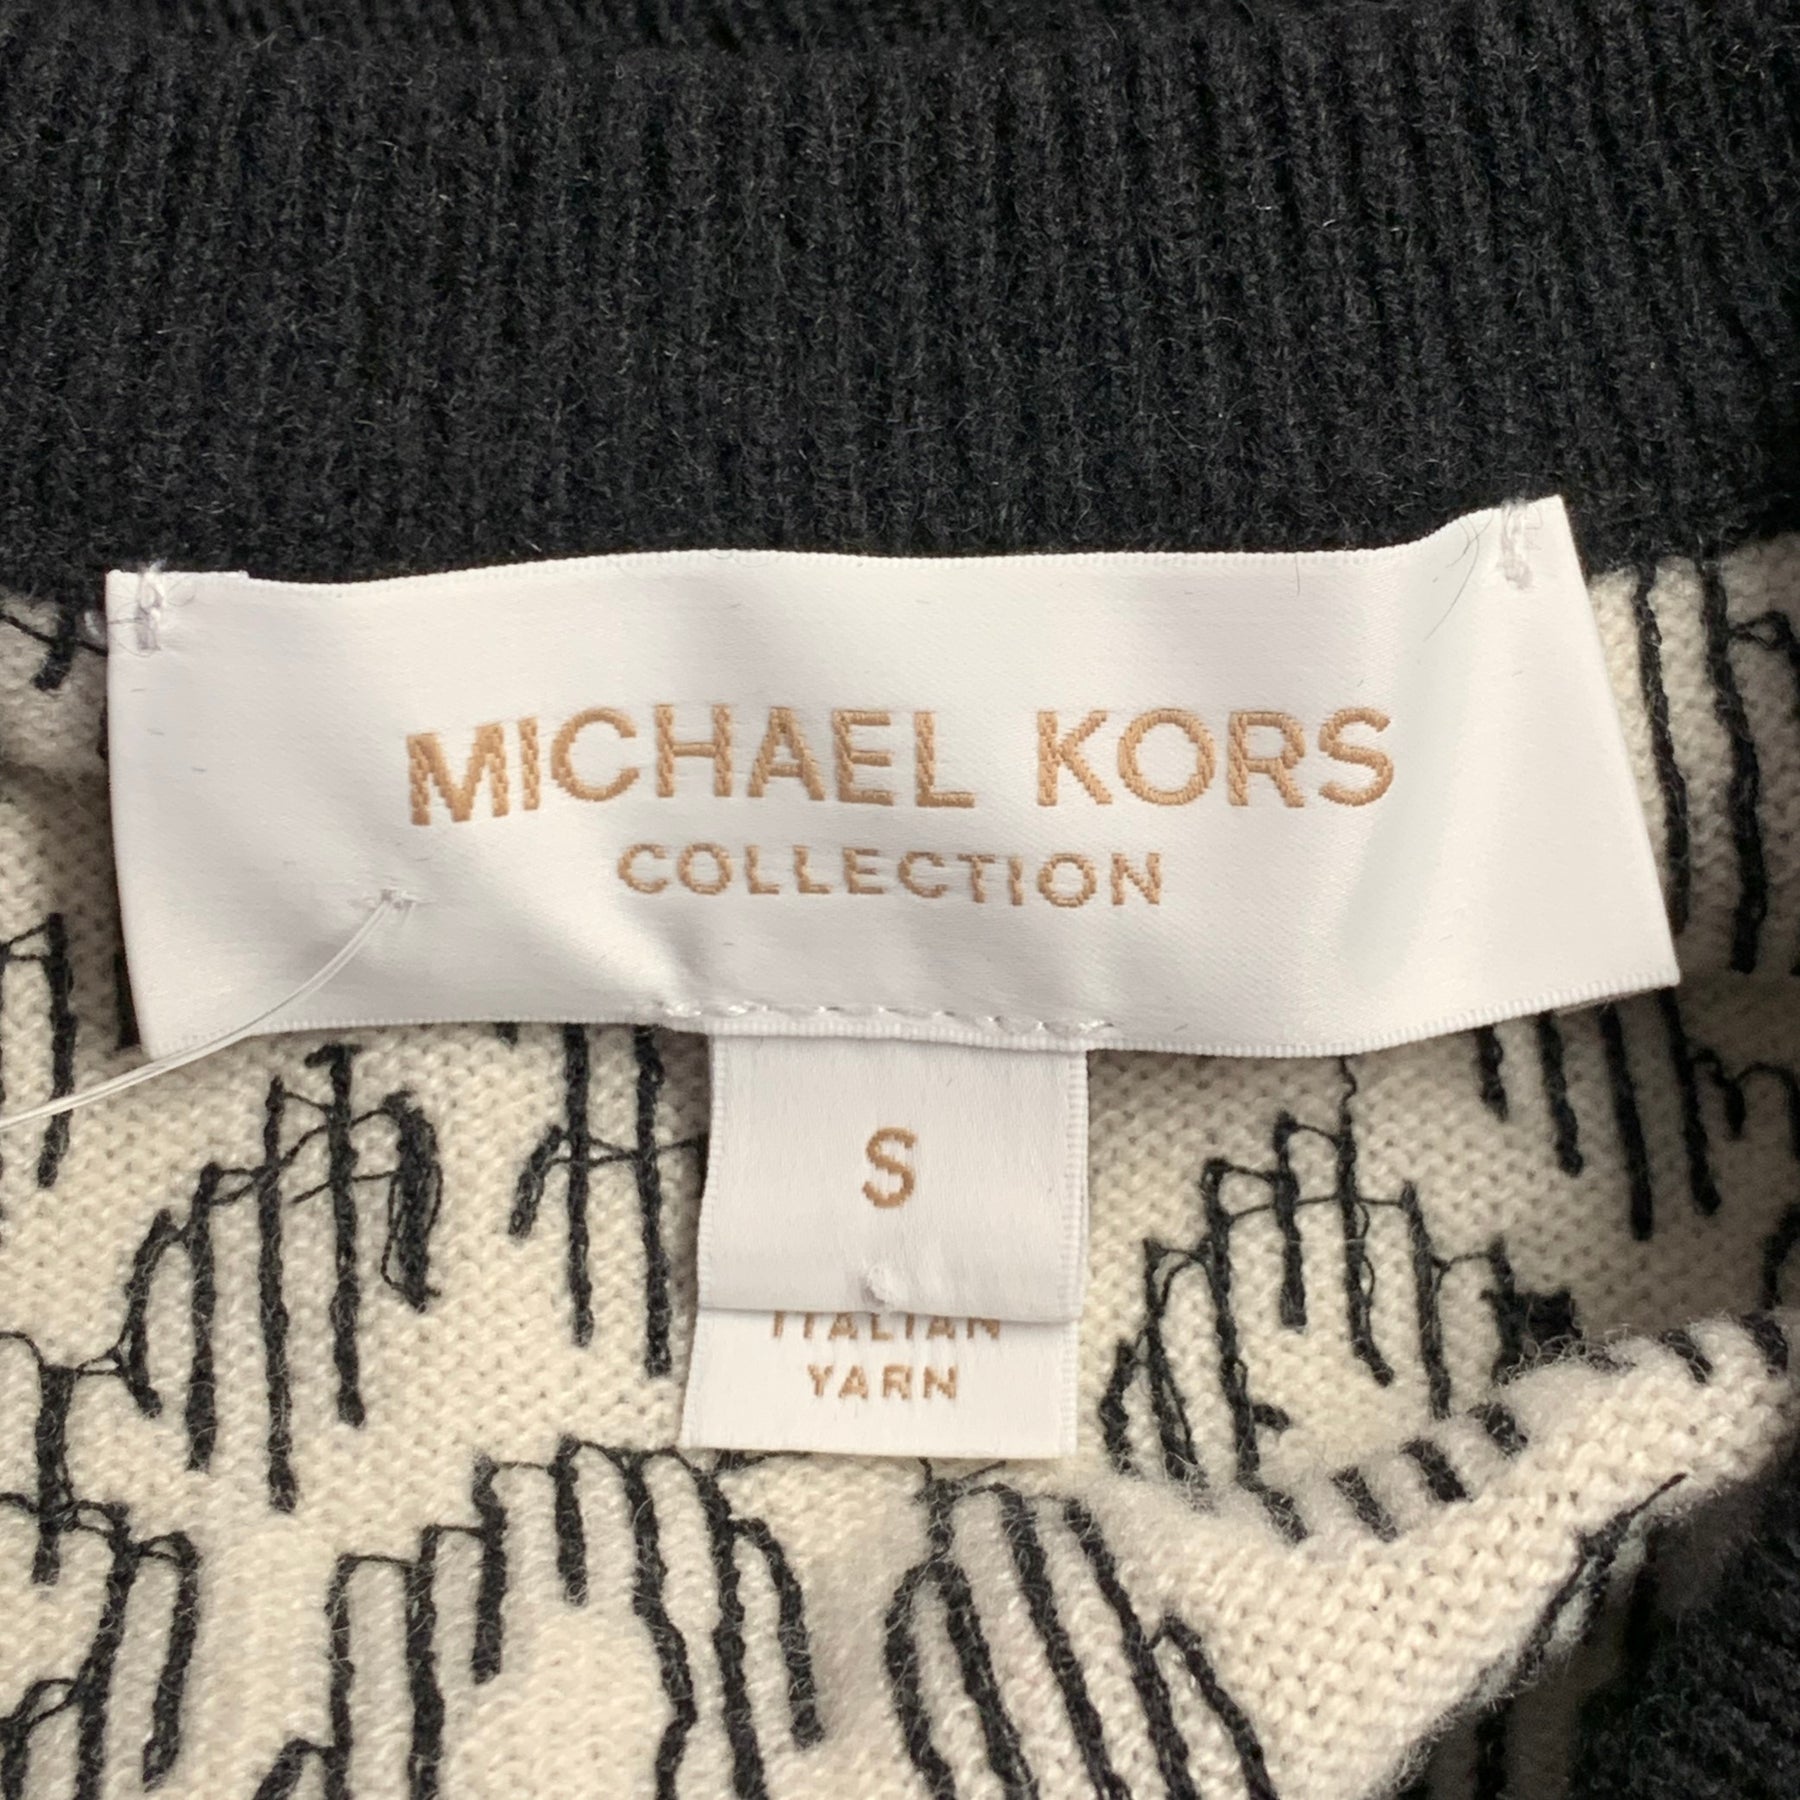 MICHAEL KORS
COLLECTION
S
ITALIAN
YARN